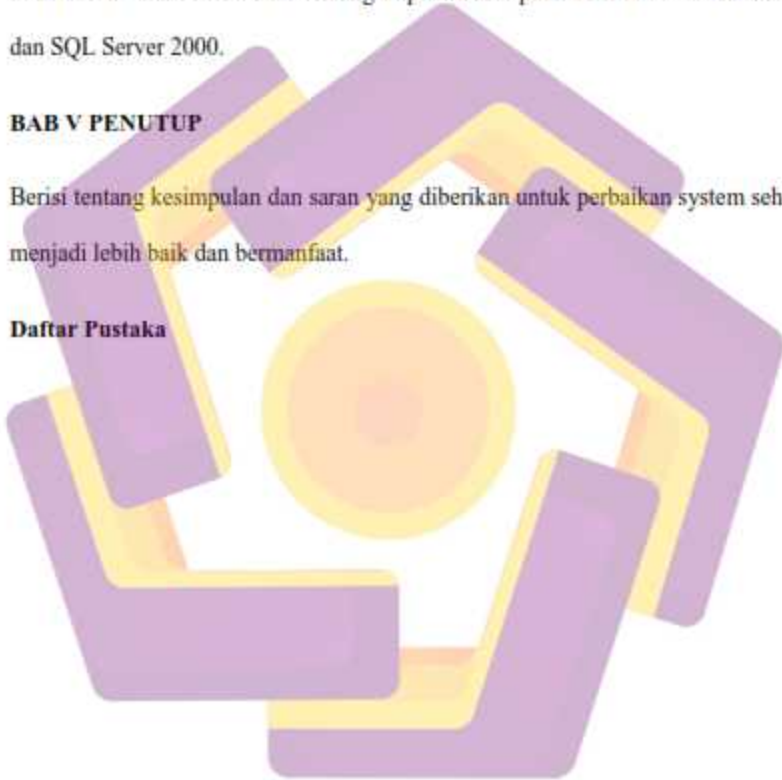 dan SQL Server 2000.
BAB V PENUTUP
Berisi tentang kesimpulan dan saran yang diberikan untuk perbaikan system seh
menjadi lebih baik dan bermanfaat.
Daftar Pustaka